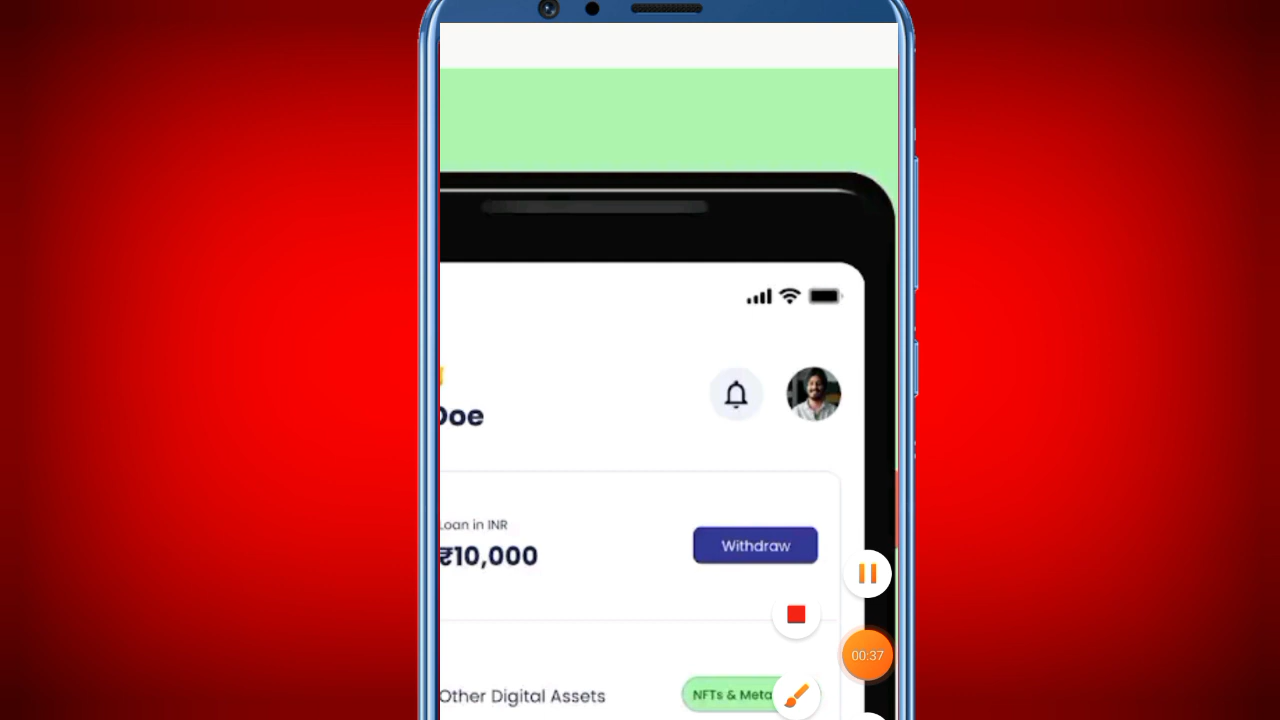 Doe
Loan in INR
₹10,000
Withdraw
00:37
Other Digital Assets
NFTs & Meta